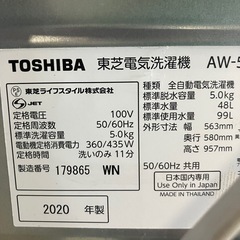 TOSHIBA 東芝電気洗濯機 AW-5
東芝ライフスタイル株式会社
PS E
JET
定格電圧 100V
定格周波数 50/60Hz
標準洗濯容量 5.0kg
電動機定格消費電力 360/435W
時間 洗いのみ 11分
製造番号 179865 WN
2020 年製
種類 全自動電気洗濯
標準脱水容量 5.0kg
標準水量 48L
標準使用水量 99L
外形寸法 幅 563mm
奥行 580mm
高さ 957mm
50/60Hz 共用
日本国内専用
Use Only in Japan
MADE IN THAILAND